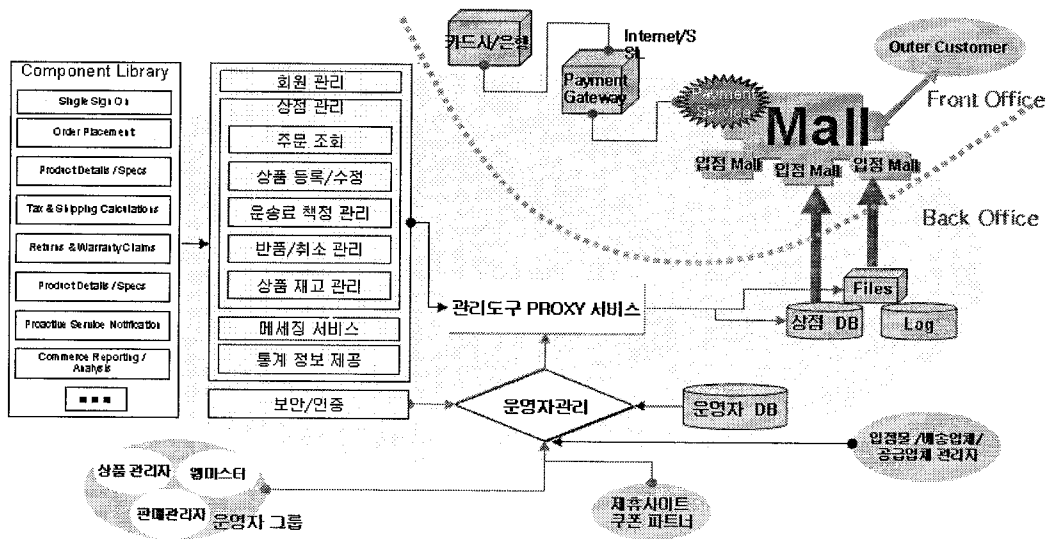 Component Library
Single Sign On
Order Placement
Product Details / Specs
Tax & Shipping Calculations
Returns & Warranty Claims
Product Details / Specs
Proactive Service Notification
Commerce Reporting /
Analysis
회원 관리
상점 관리
주문 조회
상품 등록/수정
운송료 책정 관리
반품/취소 관리
상품 재고 관리
메세징 서비스
통계 정보 제공
보안/인증
카드사/은행
Internet/S
SL
Payment
Gateway
Mall
입점 Mall
입점 Mall
입점 Mall
Outer Customer
Front Office
Back Office
관리도구 PROXY 서비스
Files
상점 DB
Log
운영자관리
운영자 DB
입점몰/배송업체/
공급업체 관리자
제휴사이트
쿠폰 파트너
상품 관리자
웹마스터
판매관리자
운영자 그룹